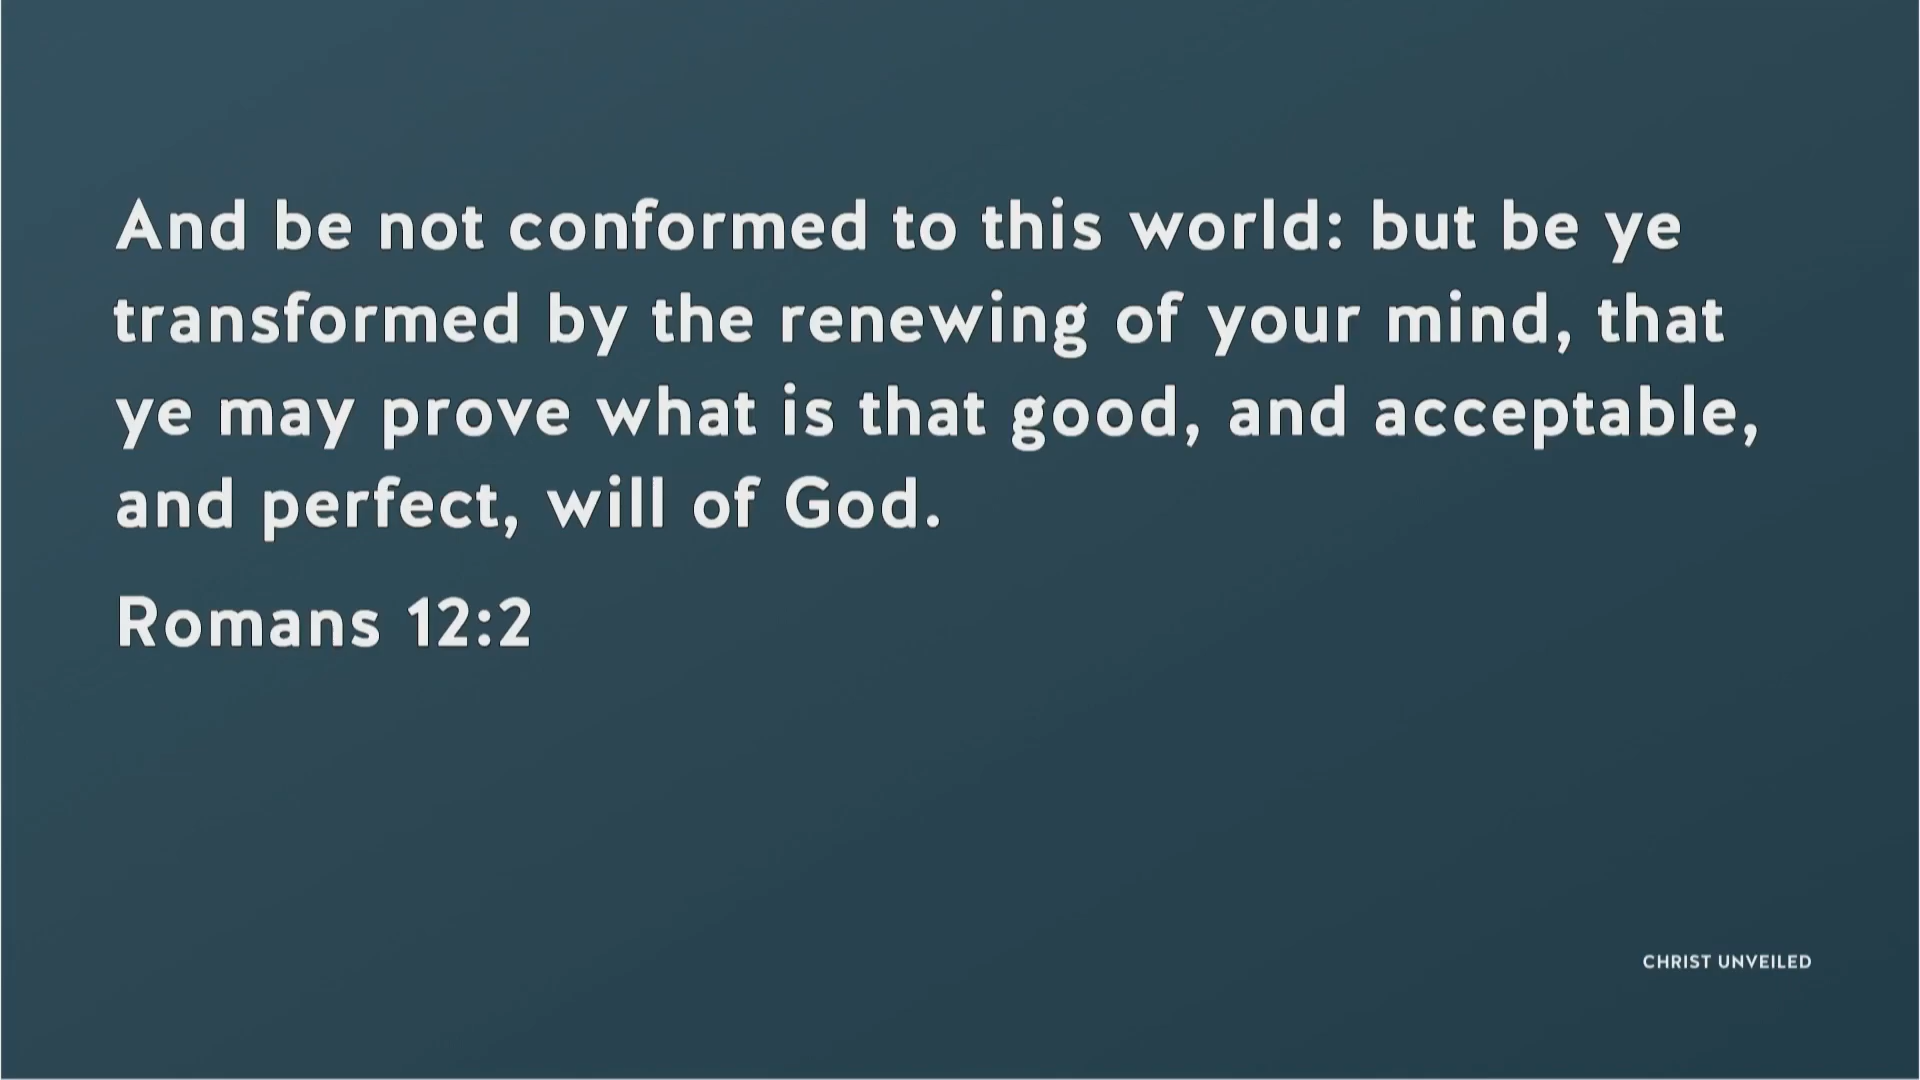 And be not conformed to this world: but be ye
transformed by the renewing of your mind, that
ye may prove what is that good, and acceptable,
and perfect, will of God.
Romans 12:2
CHRIST UNVEILED